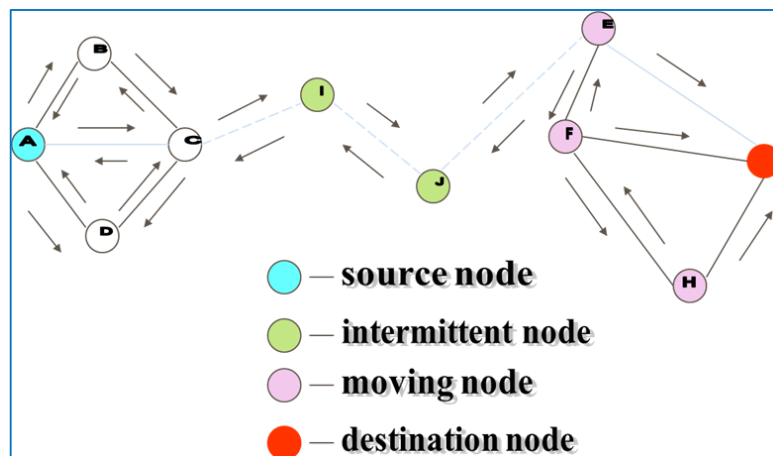 E
B
I
A
C
F
J
D
H
— source node
— intermittent node
— moving node
— destination node